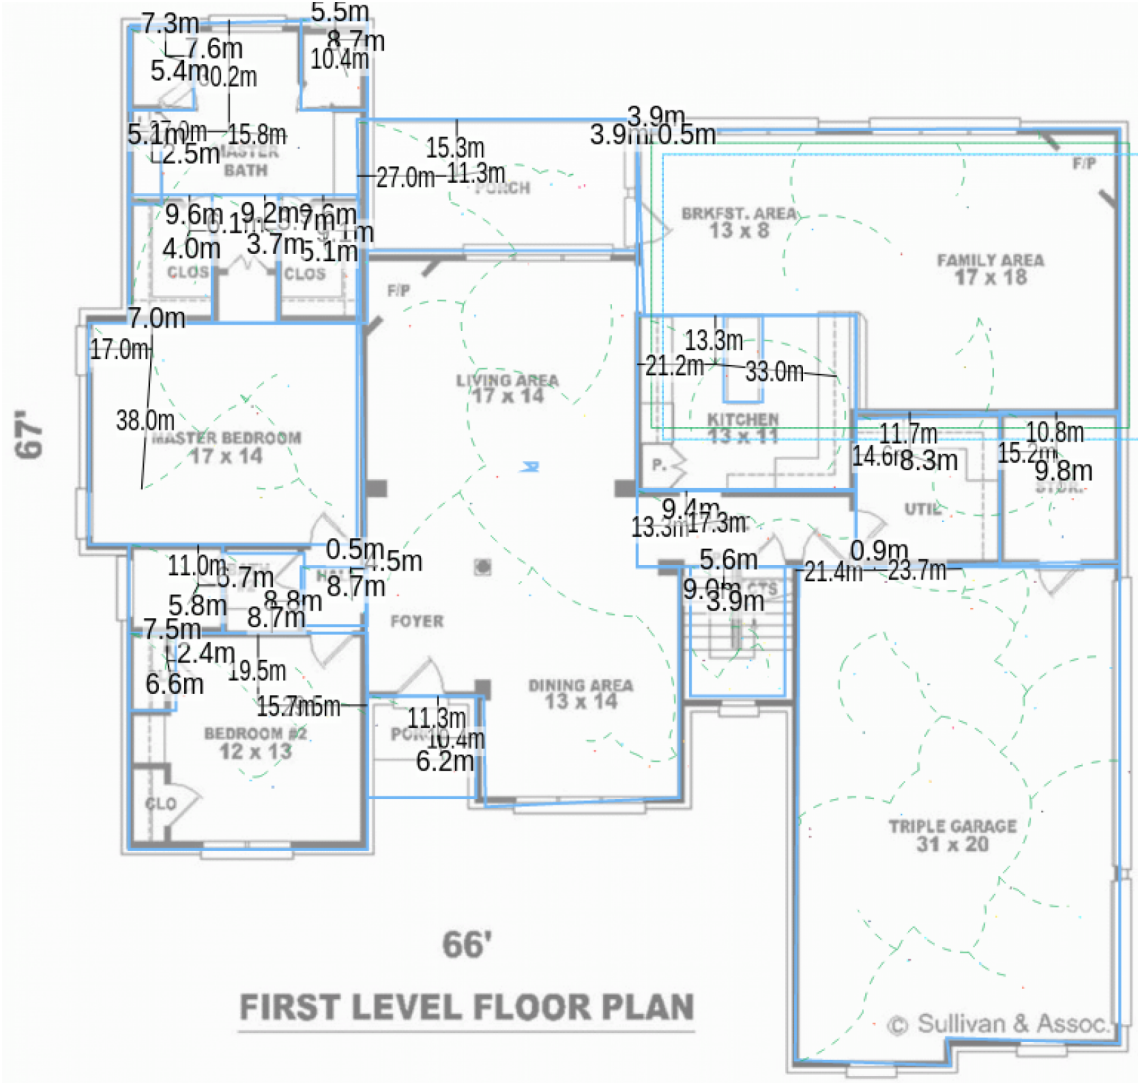 5.5m
7.3m
8.7m
7.6m
10.4m
5.4m
30.2m
3.9m
3.9m
0.5m
5.1m
15.8m
15.3m
2.5m
MASTER
BATH
27.0m
11.3m
PORCH
F/P
BRKFST. AREA
13 x 8
9.6m
9.2m
9.6m
4.0m
3.7m
5.1m
CLOS
CLOS
FAMILY AREA
17 x 18
F/P
7.0m
17.0m
13.3m
21.2m
33.0m
LIVING AREA
17 x 14
38.0m
KITCHEN
13 x 11
67'
MASTER BEDROOM
17 x 14
11.7m
10.8m
14.6m
8.3m
15.2m
9.8m
P.
STOR.
UTIL
9.4m
13.3m
17.3m
0.5m
4.5m
0.9m
11.0m
5.6m
21.4m
23.7m
8.7m
9.0m
5.8m
8.8m
3.9m
8.7m
FOYER
7.5m
2.4m
19.5m
6.6m
DINING AREA
13 x 14
15.7m
11.3m
BEDROOM #2
12 x 13
PORCH
10.4m
6.2m
CLO
TRIPLE GARAGE
31 x 20
66'
FIRST LEVEL FLOOR PLAN
© Sullivan & Assoc.